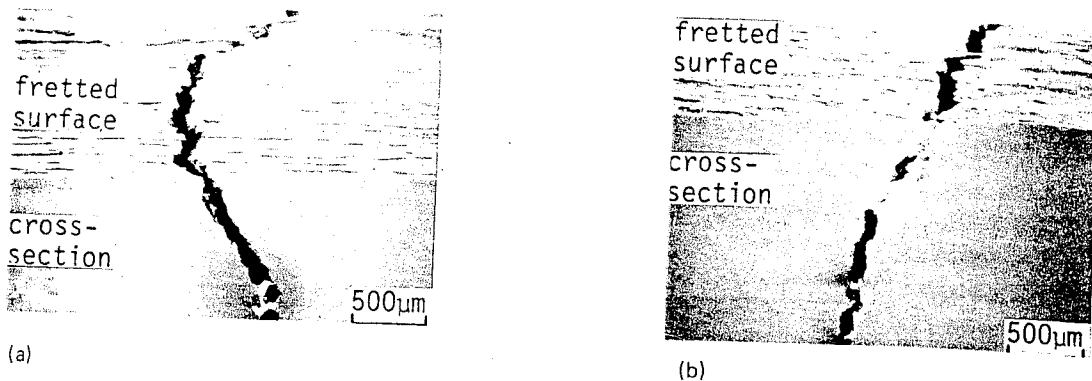 fretted
surface
cross-
section
500μm
(a)
fretted
surface
cross-
section
500μm
(b)